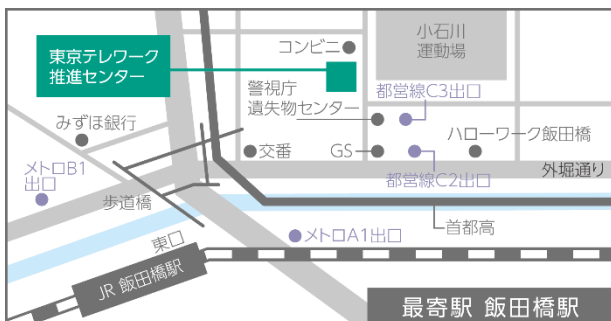 東京テレワーク
推進センター
コンビニ
小石川
運動場
警視庁
遺失物センター
都営線C3出口
みずほ銀行
交番
GS
ハローワーク飯田橋
メトロB1
出口
都営線C2出口
外堀通り
歩道橋
首都高
東口
メトロA1出口
JR 飯田橋駅
最寄駅 飯田橋駅